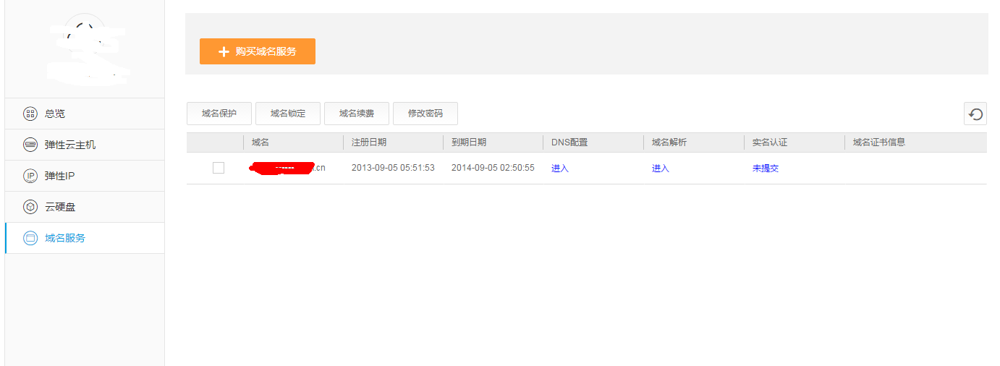 购买域名服务
总览
弹性云主机
IP 弹性IP
云硬盘
域名服务
域名保护 域名锁定 域名续费 修改密码
域名 注册日期 到期日期 DNS配置 域名解析 实名认证 域名证书信息
.cn 2013-09-05 05:51:53 2014-09-05 02:50:55 进入 进入 未提交